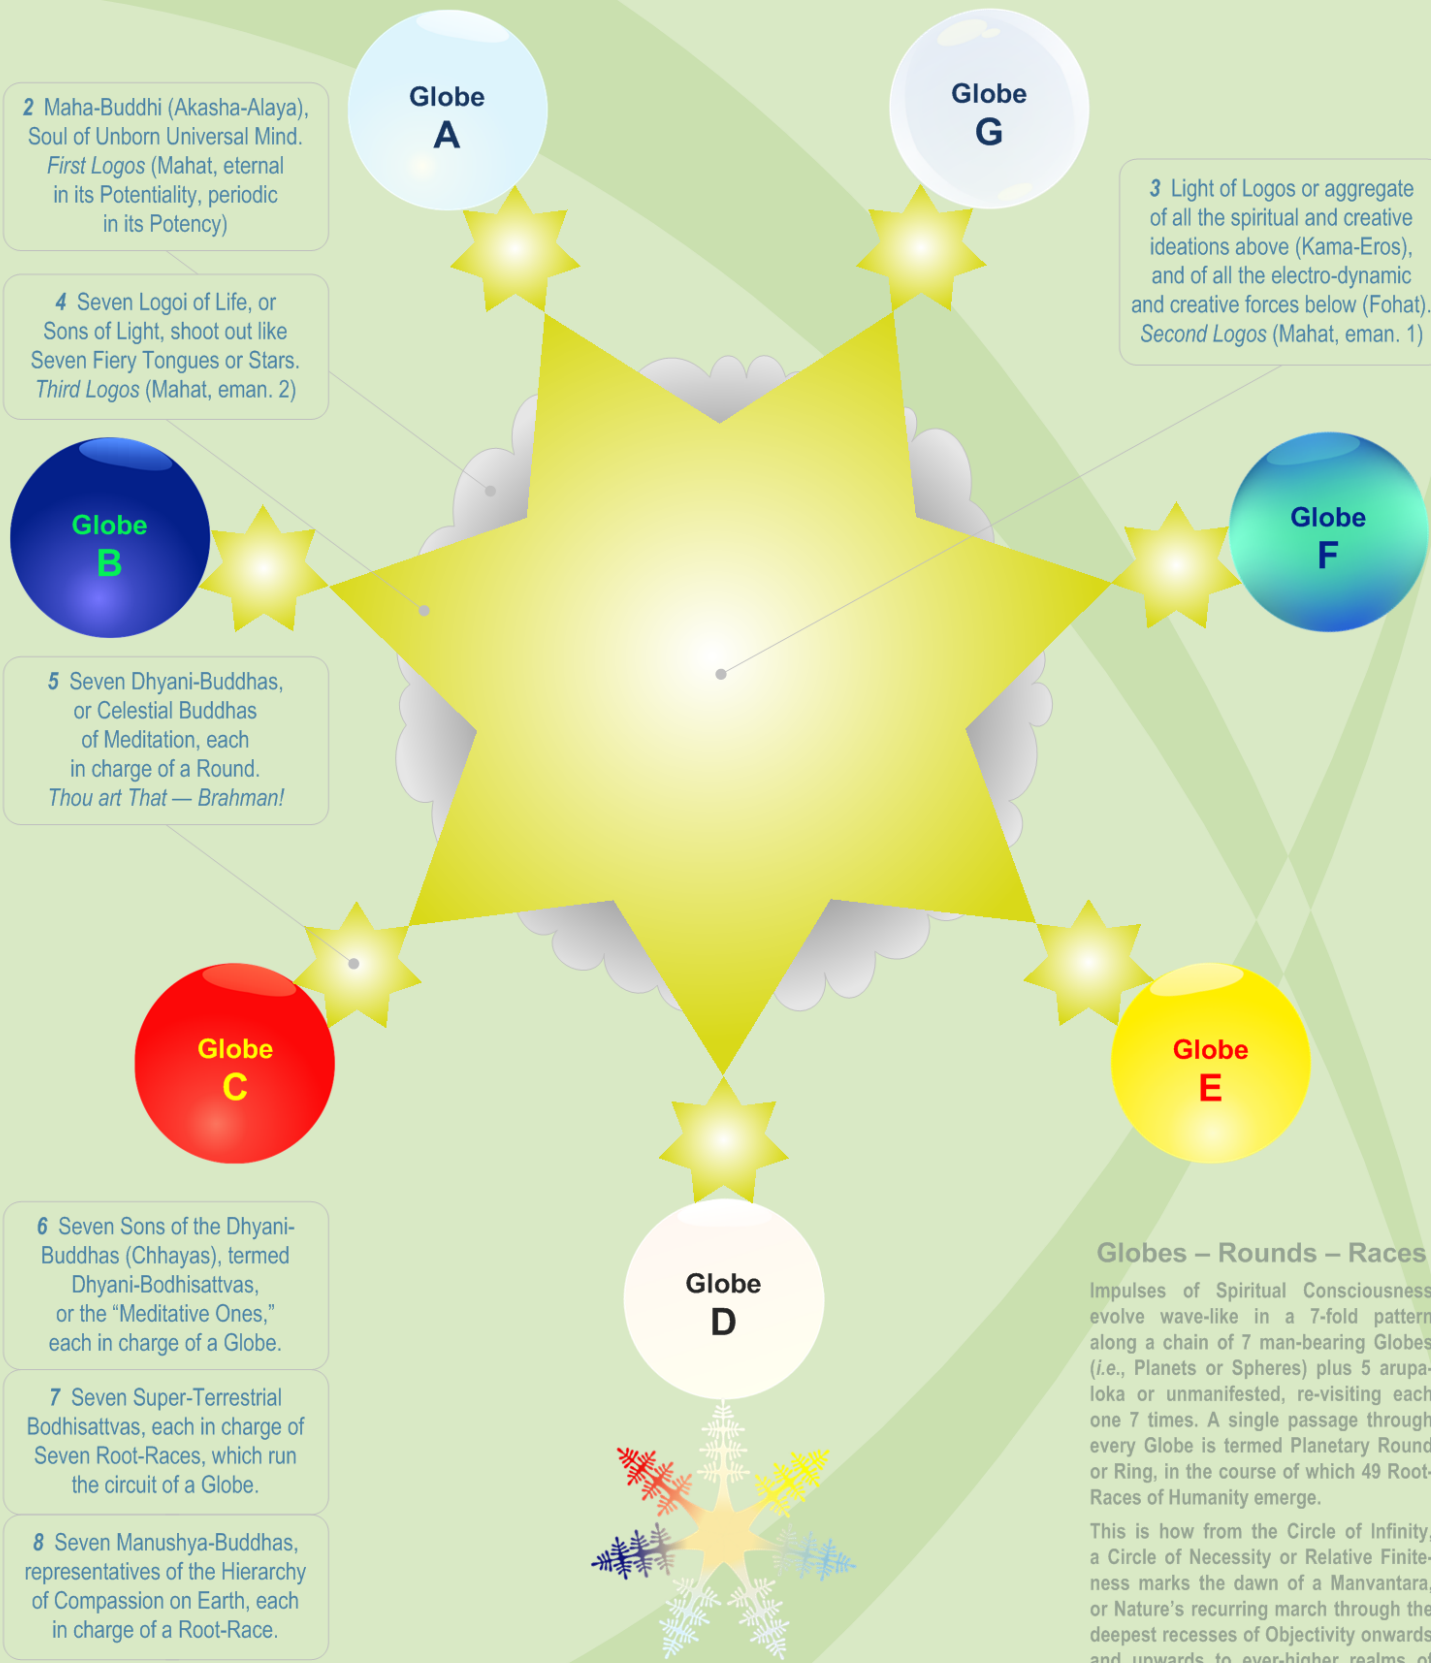 Globe
A
Globe
G
2 Maha-Buddhi (Akasha-Alaya),
Soul of Unborn Universal Mind.
First Logos (Mahat, eternal
in its Potentiality, periodic
in its Potency)
3 Light of Logos or aggregate
of all the spiritual and creative
ideations above (Kama-Eros),
and of all the electro-dynamic
and creative forces below (Fohat).
Second Logos (Mahat, eman. 1)
4 Seven Logoi of Life, or
Sons of Light, shoot out like
Seven Fiery Tongues or Stars.
Third Logos (Mahat, eman. 2)
Globe
B
Globe
F
5 Seven Dhyani-Buddhas,
or Celestial Buddhas
of Meditation, each
in charge of a Round.
Thou art That — Brahman!
Globe
C
Globe
E
Globe
D
6 Seven Sons of the Dhyani-
Buddhas (Chhayas), termed
Dhyani-Bodhisattvas,
or the “Meditative Ones,”
each in charge of a Globe.
7 Seven Super-Terrestrial
Bodhisattvas, each in charge of
Seven Root-Races, which run
the circuit of a Globe.
8 Seven Manushya-Buddhas,
representatives of the Hierarchy
of Compassion on Earth, each
in charge of a Root-Race.
Globes – Rounds – Races
Impulses of Spiritual Consciousness
evolve wave-like in a 7-fold pattern
along a chain of 7 man-bearing Globes
(i.e., Planets or Spheres) plus 5 arupa-
loka or unmanifested, re-visiting each
one 7 times. A single passage through
every Globe is termed Planetary Round
or Ring, in the course of which 49 Root-
Races of Humanity emerge.
This is how from the Circle of Infinity,
a Circle of Necessity or Relative Finite-
ness marks the dawn of a Manvantara,
or Nature’s recurring march through the
deepest recesses of Objectivity onwards
and upwards to ever-higher realms of